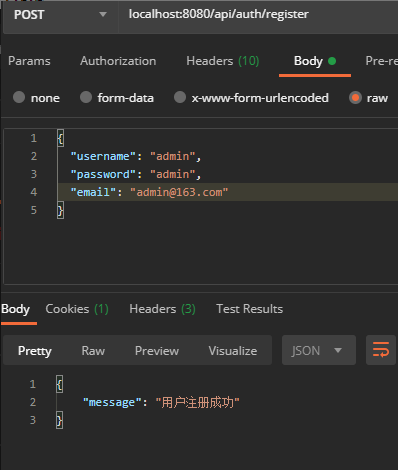 POST localhost:8080/api/auth/register
Params Authorization Headers (10) Body Pre-re
none form-data x-www-form-urlencoded raw
1 {
2 "username": "admin",
3 "password": "admin",
4 "email": "admin@163.com"
5 }
Body Cookies (1) Headers (3) Test Results
Pretty Raw Preview Visualize JSON
1 {
2 "message": "用户注册成功"
3 }